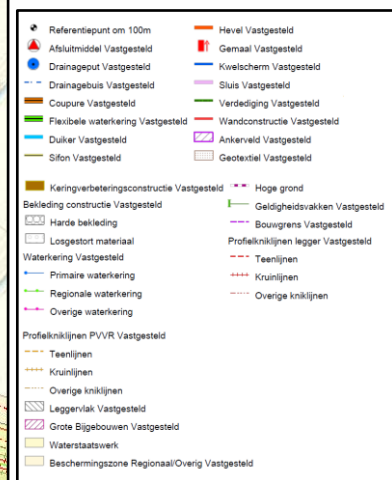 Referentiepunt om 100m
Afsluitmiddel Vastgesteld
Drainageput Vastgesteld
Drainagebuis Vastgesteld
Coupure Vastgesteld
Flexibele waterkering Vastgesteld
Duiker Vastgesteld
Sifon Vastgesteld
Hevel Vastgesteld
Gemaal Vastgesteld
Kwelscherm Vastgesteld
Sluis Vastgesteld
Verdediging Vastgesteld
Wandconstructie Vastgesteld
Ankerveld Vastgesteld
Geotextiel Vastgesteld
Keringverbeteringsconstructie Vastgesteld
Bekleding constructie Vastgesteld
Harde bekleding
Losgestort materiaal
Waterkering Vastgesteld
Primaire waterkering
Regionale waterkering
Overige waterkering
Hoge grond
Geldigheidsvakken Vastgesteld
Bouwgrens Vastgesteld
Profielkniklijnen legger Vastgesteld
Teenlijnen
Kruinlijnen
Overige kniklijnen
Profielkniklijnen PVVR Vastgesteld
Teenlijnen
Kruinlijnen
Overige kniklijnen
Leggervlak Vastgesteld
Grote Bijgebouwen Vastgesteld
Waterstaatswerk
Beschermingszone Regionaal/Overig Vastgesteld